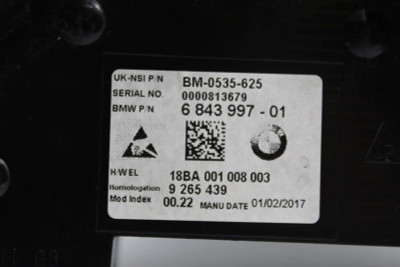 UK-NSI P/N BM-0535-625
SERIAL NO. 0000813679
BMW P/N 6 843 997 - 01
H/W EL 18BA 001 008 003
Homologation 9 265 439
Mod Index 00.22 MANU DATE 01/02/2017